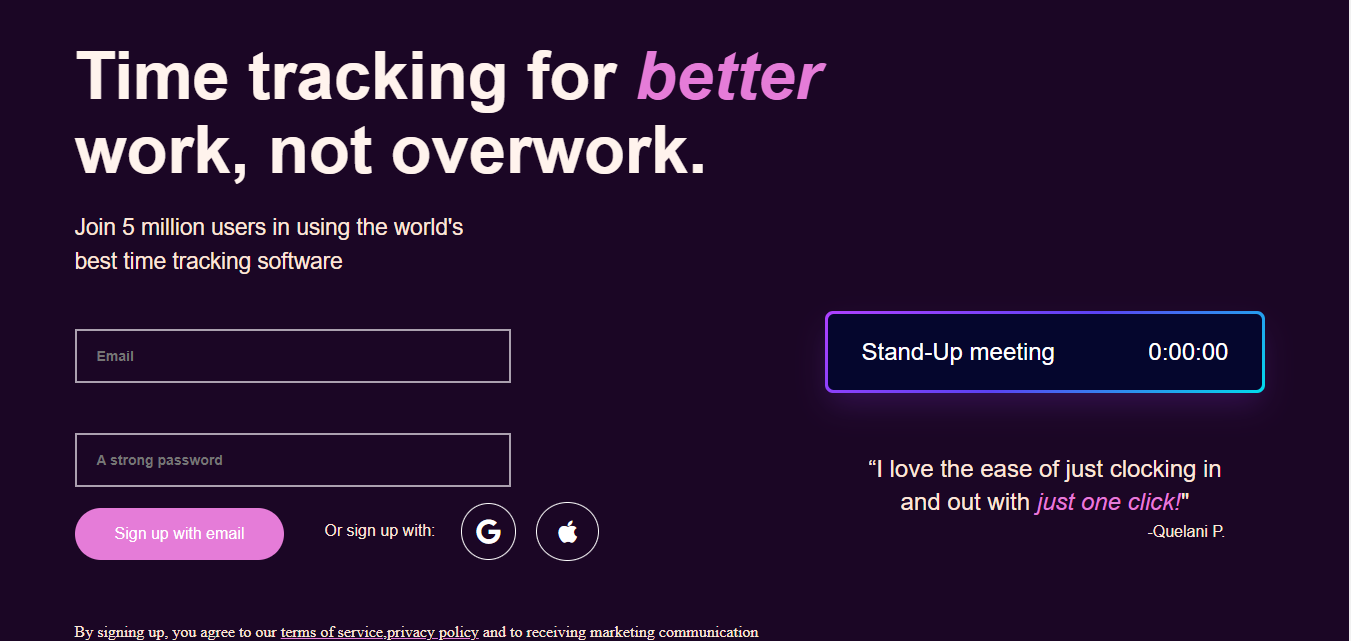 Time tracking for better
work, not overwork.
Join 5 million users in using the world's
best time tracking software
Email
A strong password
Sign up with email
Or sign up with:
G
Stand-Up meeting 0:00:00
“I love the ease of just clocking in
and out with just one click!"
-Quelani P.
By signing up, you agree to our terms of service,privacy policy and to receiving marketing communication